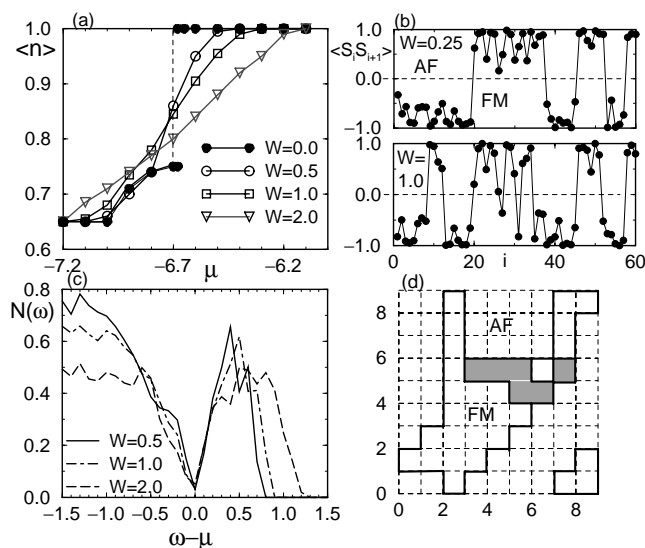 (a)
<n>
1.0
0.9
0.8
0.7
0.6
W=0.0
W=0.5
W=1.0
W=2.0
−7.2
−6.7
−6.2
μ
(b)
<SiSi+1>
1.0
0.0
−1.0
W=0.25
AF
FM
1.0
0.0
−1.0
W=
1.0
0
20
i
40
60
(c)
N(ω)
0.8
0.6
0.4
0.2
0.0
W=0.5
W=1.0
W=2.0
−1.5
−1.0
−0.5
0.0
0.5
1.0
1.5
ω−μ
(d)
8
6
4
2
0
AF
FM
0
2
4
6
8